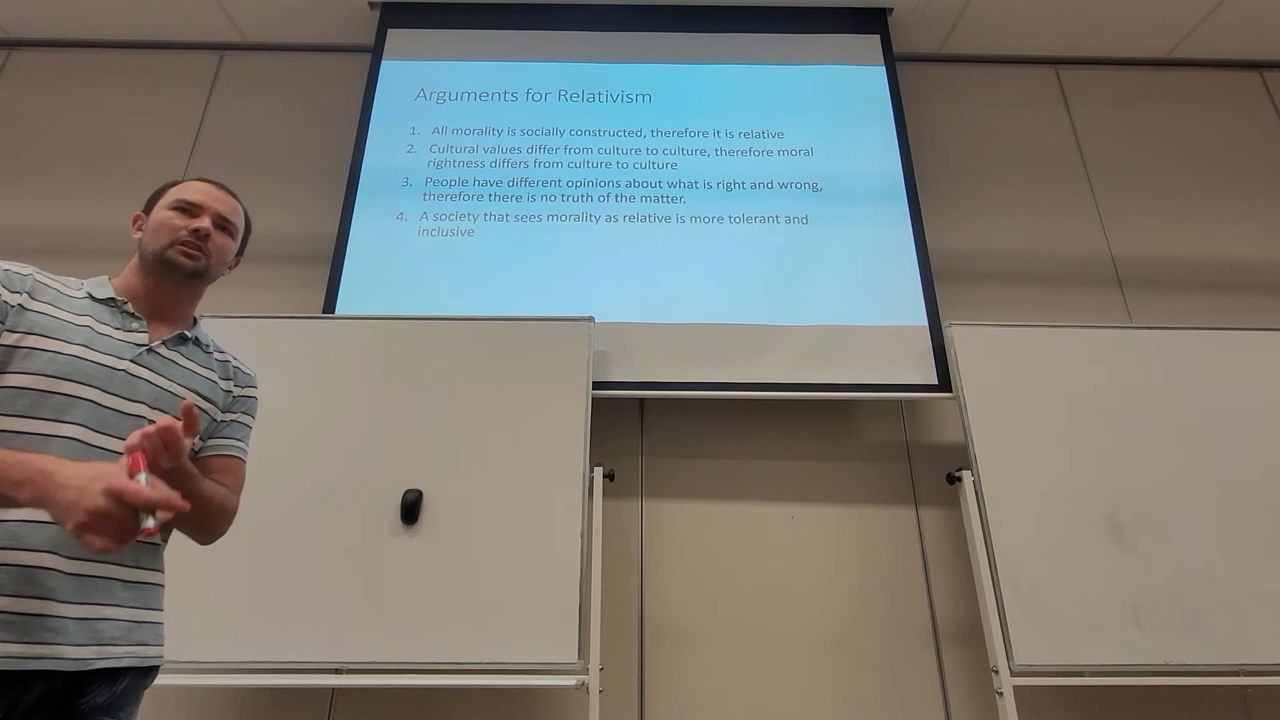 Arguments for Relativism
1. All morality is socially constructed, therefore it is relative
2. Cultural values differ from culture to culture, therefore moral
rightness differs from culture to culture
3. People have different opinions about what is right and wrong,
therefore there is no truth of the matter.
4. A society that sees morality as relative is more tolerant and
inclusive